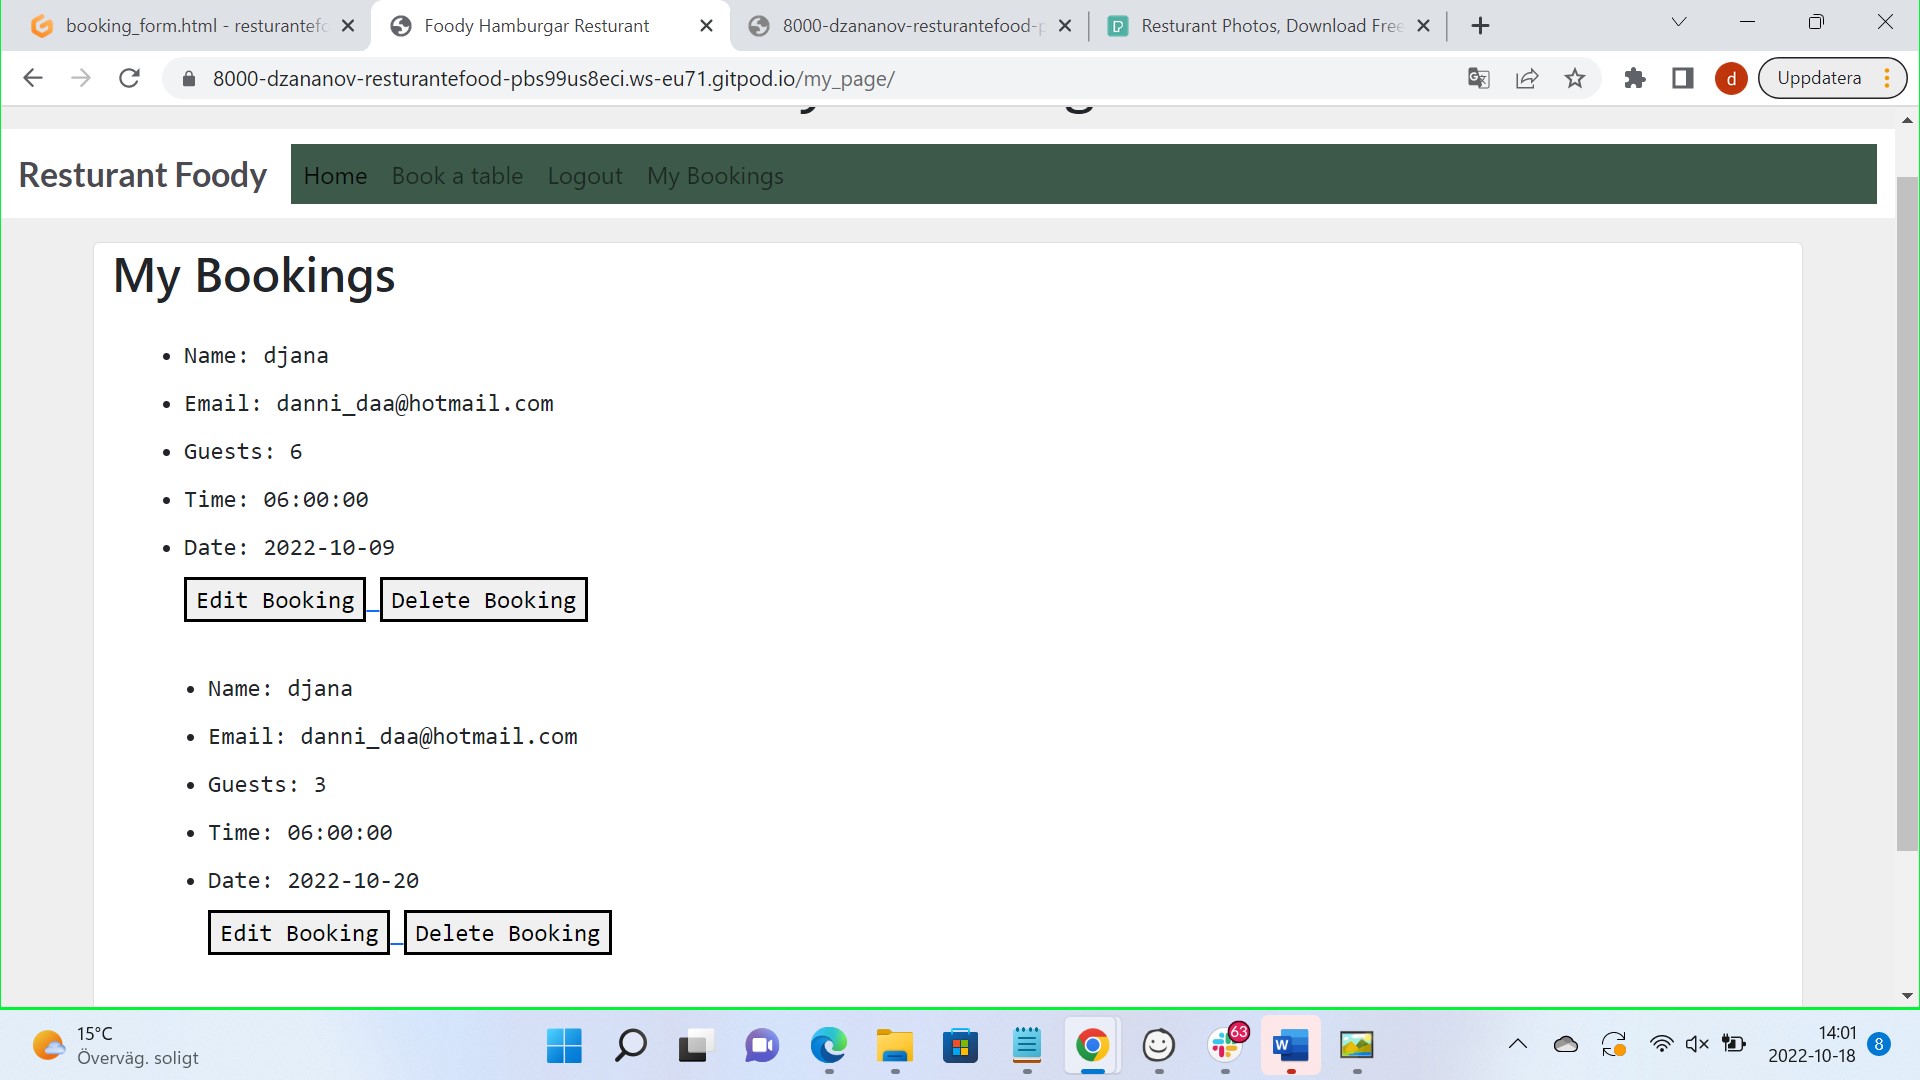 booking_form.html - resturantefo
Foody Hamburgar Resturant
8000-dzananov-resturantefood-p
Resturant Photos, Download Free
8000-dzananov-resturantefood-pbs99us8eci.ws-eu71.gitpod.io/my_page/
d
Uppdatera
Resturant Foody
Home
Book a table
Logout
My Bookings
My Bookings
• Name: djana
• Email: danni_daa@hotmail.com
• Guests: 6
• Time: 06:00:00
• Date: 2022-10-09
Edit Booking
Delete Booking
• Name: djana
• Email: danni_daa@hotmail.com
• Guests: 3
• Time: 06:00:00
• Date: 2022-10-20
Edit Booking
Delete Booking
15°C
Överväg. soligt
63
W
14:01
2022-10-18
8